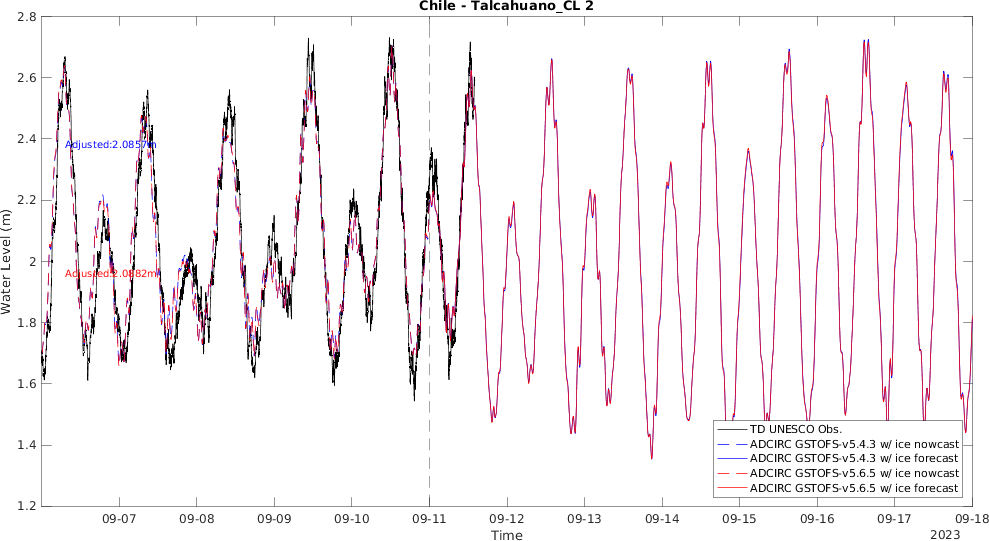 Chile - Talcahuano_CL 2
2.8
2.6
2.4
2.2
2
1.8
1.6
1.4
1.2
Water Level (m)
Adjusted:2.0857m
Adjusted:2.0882m
TD UNESCO Obs.
ADCIRC GSTOFS-v5.4.3 w/ ice nowcast
ADCIRC GSTOFS-v5.4.3 w/ ice forecast
ADCIRC GSTOFS-v5.6.5 w/ ice nowcast
ADCIRC GSTOFS-v5.6.5 w/ ice forecast
09-07 09-08 09-09 09-10 09-11 09-12 09-13 09-14 09-15 09-16 09-17 09-18
Time
2023